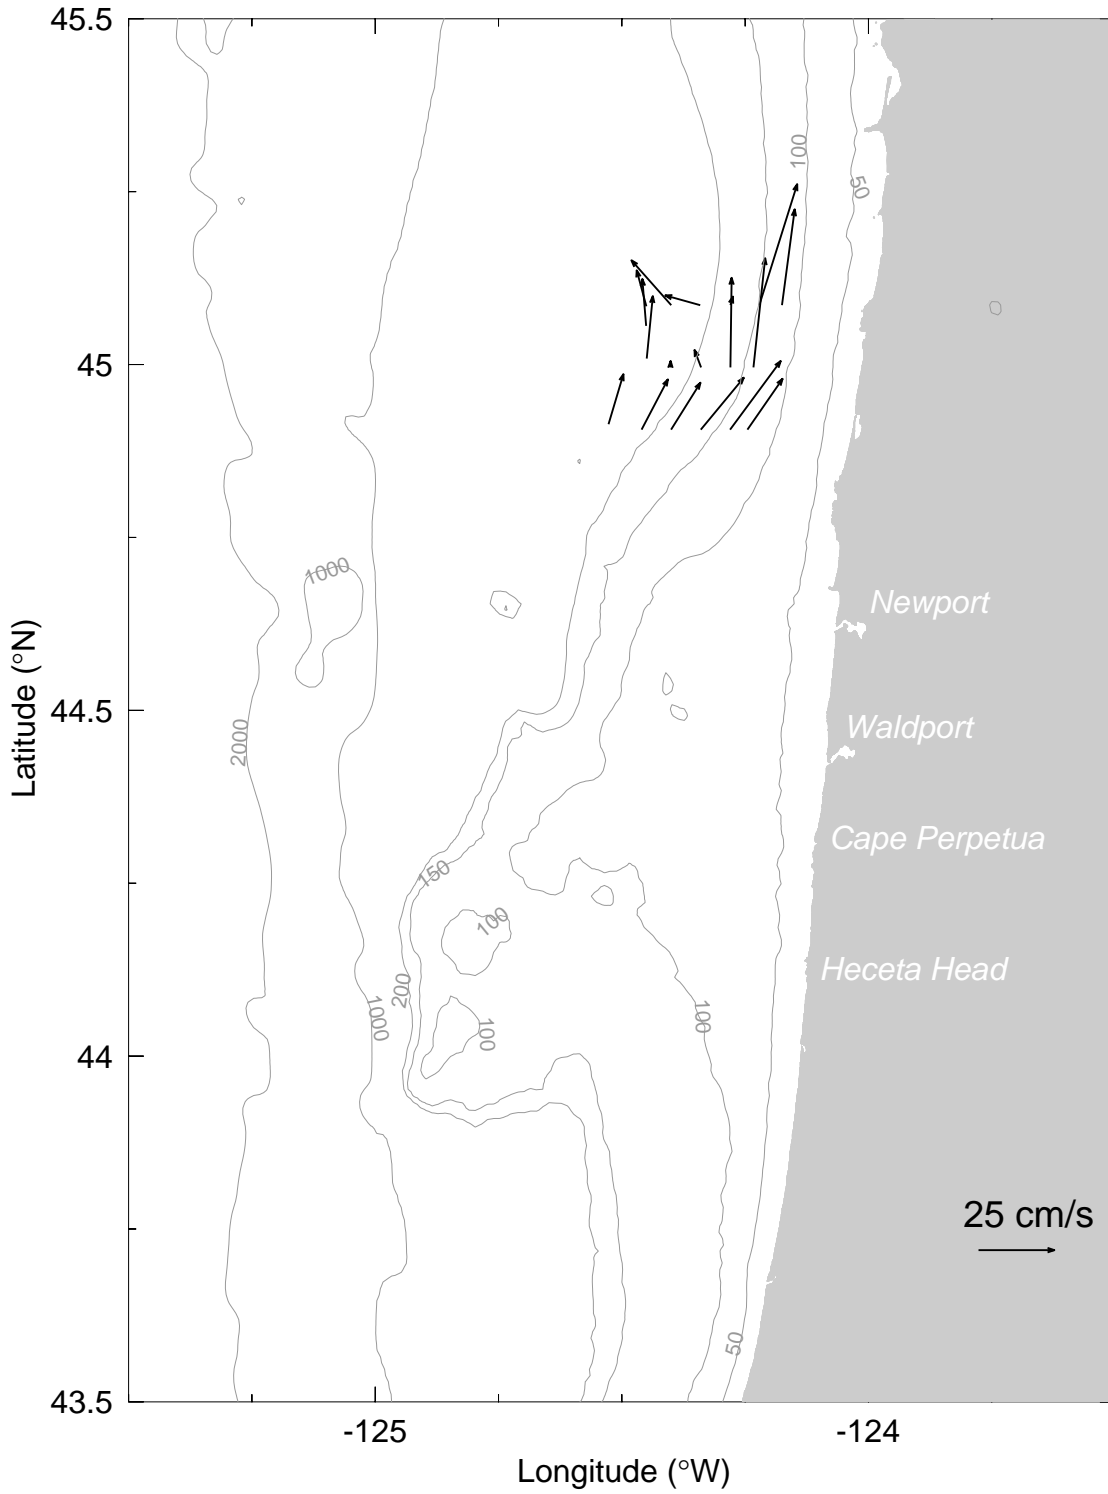 45.5
100
50
45
1000
Newport
Latitude (°N)
44.5
2000
Waldport
Cape Perpetua
150
100
Heceta Head
200
1000
100
100
44
25 cm/s
50
43.5
-125
-124
Longitude (°W)